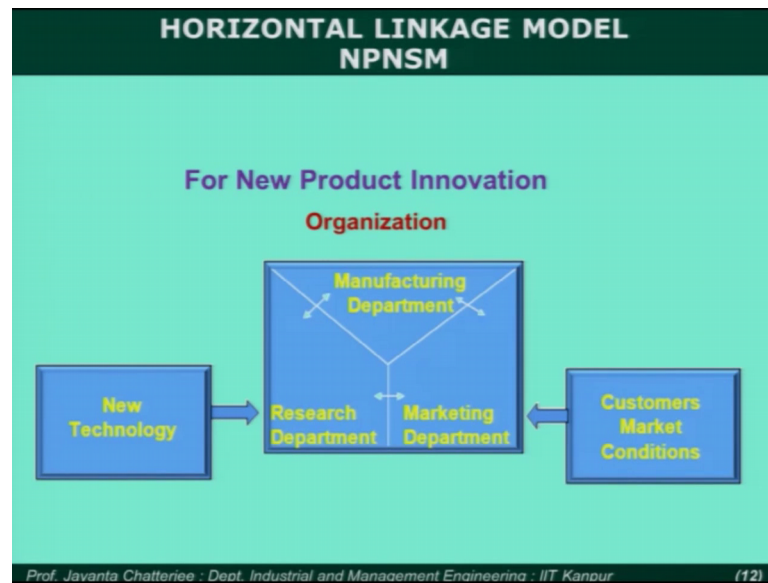 HORIZONTAL LINKAGE MODEL
NPNSM
For New Product Innovation
Organization
Manufacturing
Department
New
Technology
Research
Department
Marketing
Department
Customers
Market
Conditions
Prof. Jayanta Chatterjee : Dept. Industrial and Management Engineering : IIT Kanpur
(12)